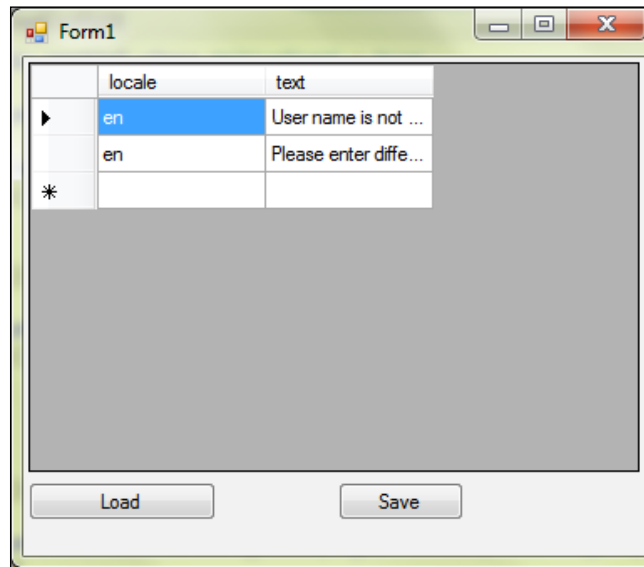 Form1
locale text
en User name is not ...
en Please enter diffe...
Load Save